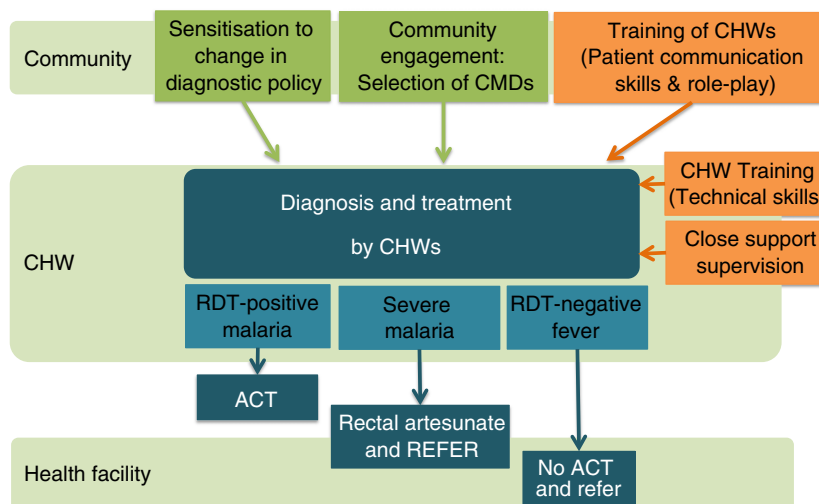 Community
Sensitisation to
change in
diagnostic policy
Community
engagement:
Selection of CMDs
Training of CHWs
(Patient communication
skills & role-play)
CHW
Diagnosis and treatment
by CHWs
CHW Training
(Technical skills
Close support
supervision
RDT-positive
malaria
Severe
malaria
RDT-negative
fever
ACT
Rectal artesunate
and REFER
Health facility
No ACT
and refer